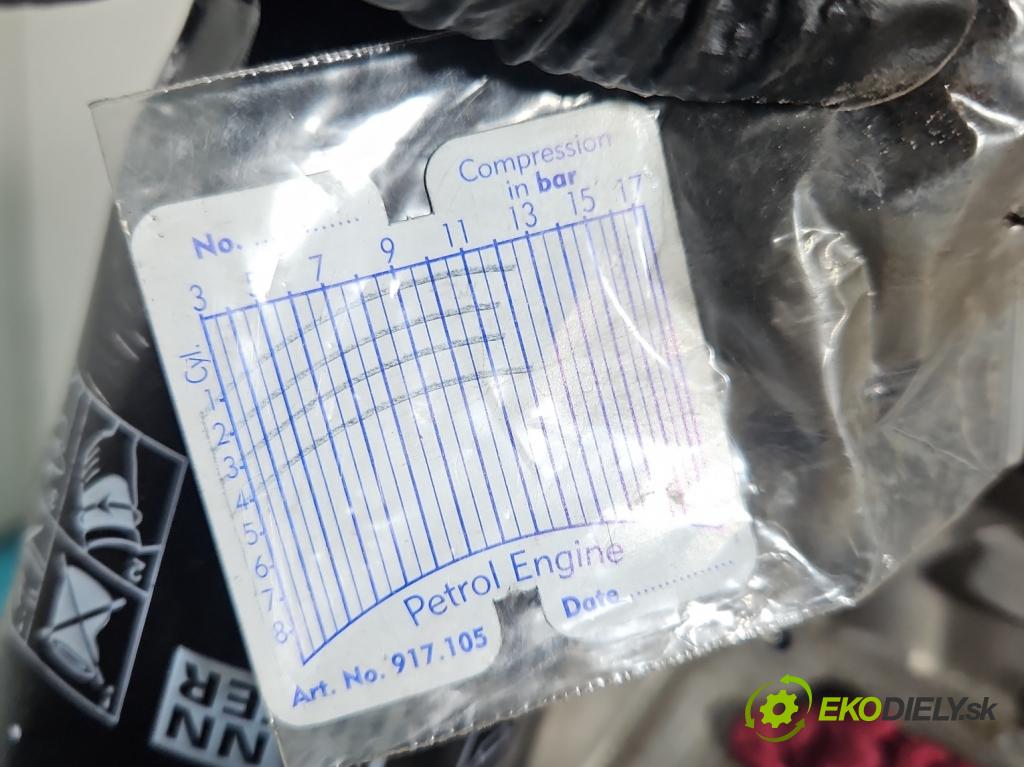 Compression
in bar
No. ..............
3 5 7 9 11 13 15 17
Cyl.
1
2
3
4
5
6
7
8
Petrol Engine
Date ..............
Art. No. 917.105
EKODIELY.sk